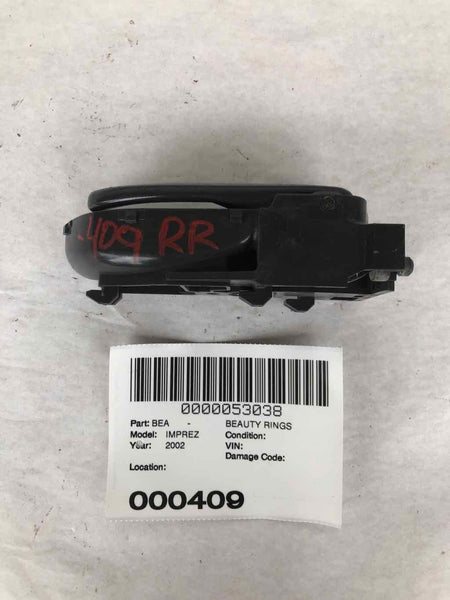 409 RR
0000053038
Part: BEA - BEAUTY RINGS
Model: IMPREZ Condition:
Year: 2002 VIN:
Damage Code:
Location:
000409